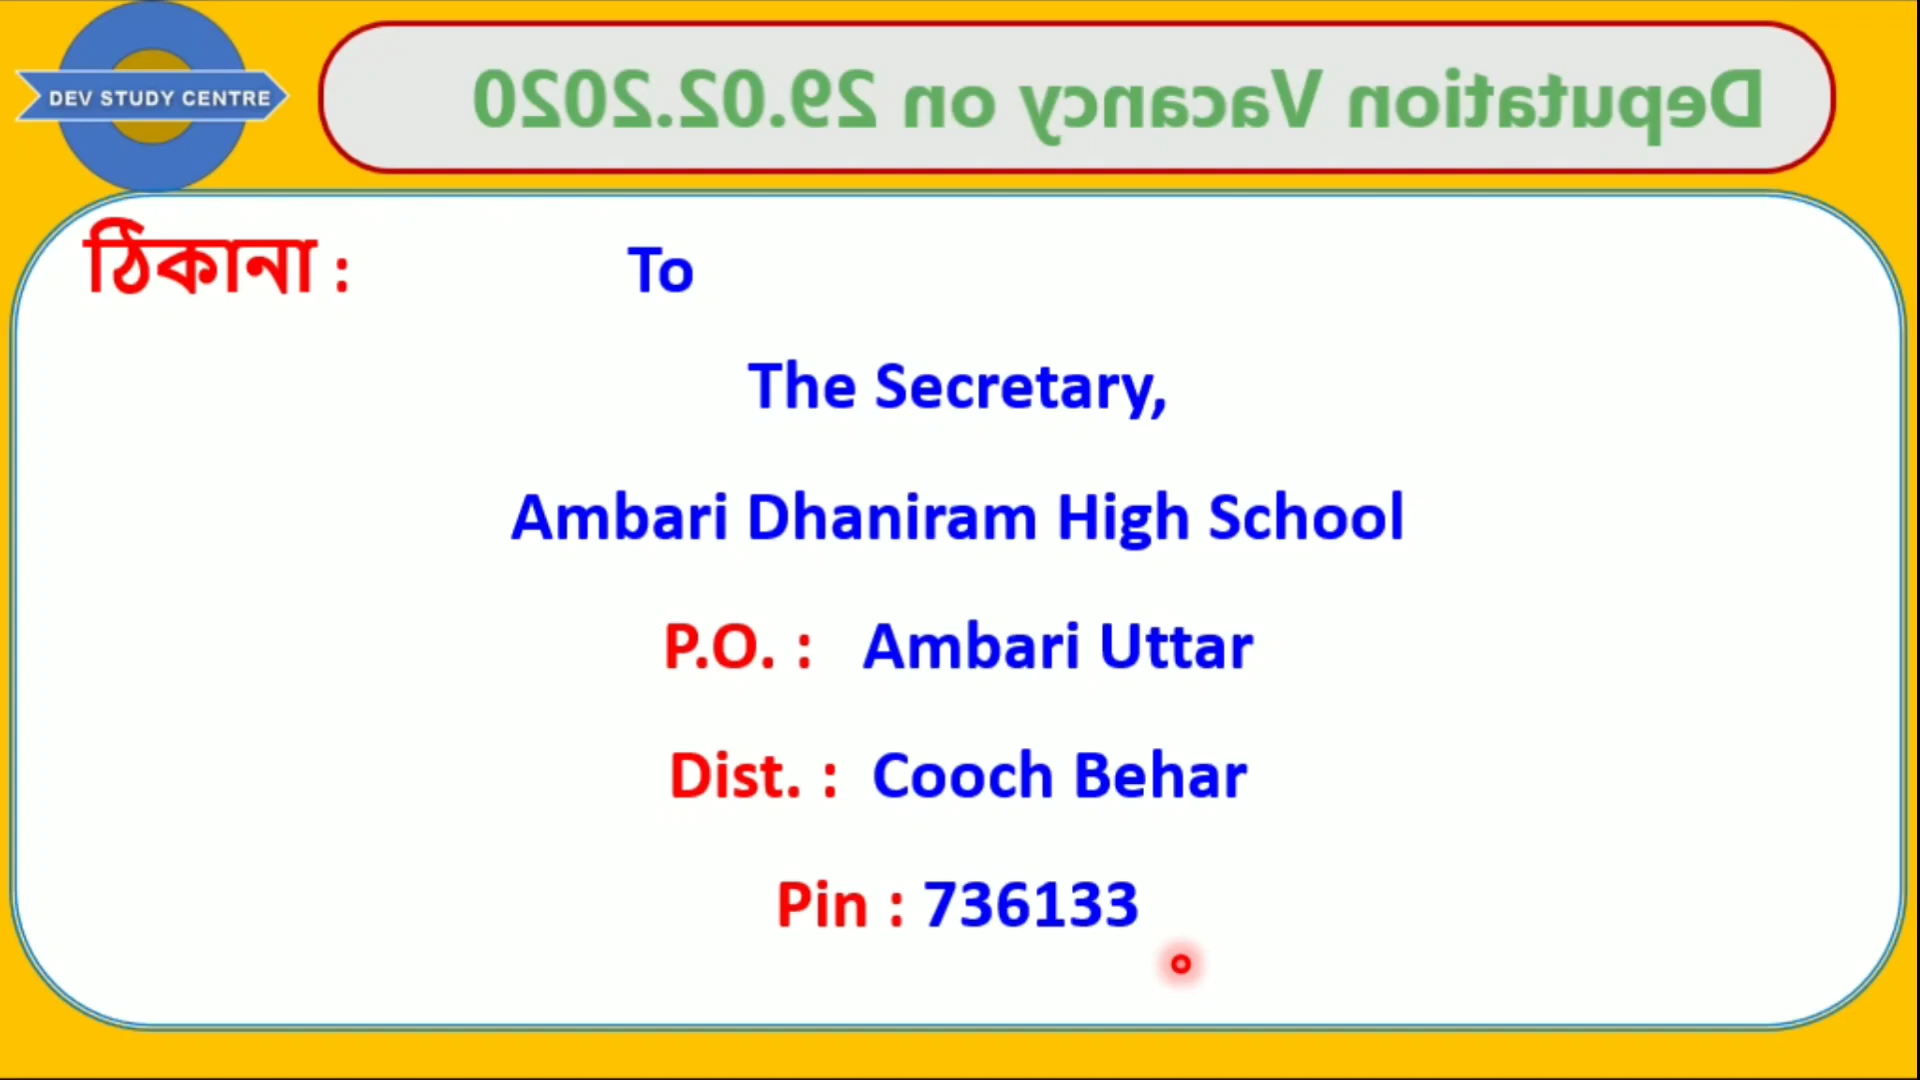 DEV STUDY CENTRE
Deputation Vacancy on 29.02.2020
ঠিকানা : To
The Secretary,
Ambari Dhaniram High School
P.O. : Ambari Uttar
Dist. : Cooch Behar
Pin : 736133